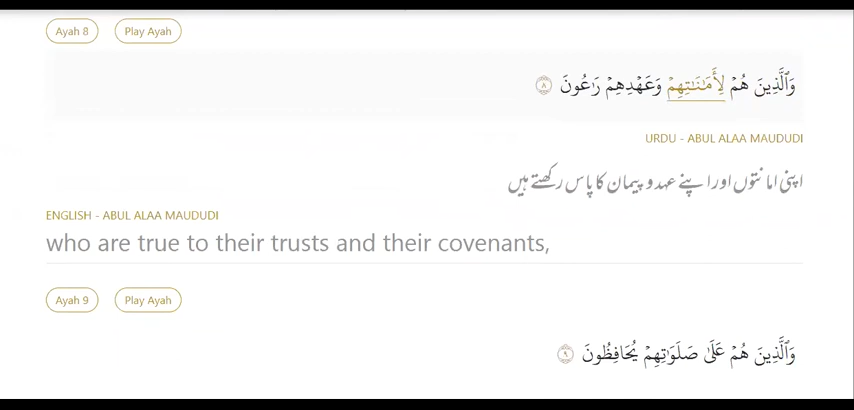 Ayah 8 Play Ayah
وَٱلَّذِينَ هُمْ لِأَمَـٰنَـٰتِهِمْ وَعَهْدِهِمْ رَٰعُونَ ٨
URDU - ABUL ALAA MAUDUDI
اپنی امانتوں اور اپنے عہد و پیمان کا پاس رکھتے ہیں
ENGLISH - ABUL ALAA MAUDUDI
who are true to their trusts and their covenants,
Ayah 9 Play Ayah
وَٱلَّذِينَ هُمْ عَلَىٰ صَلَوَٰتِهِمْ يُحَافِظُونَ ٩